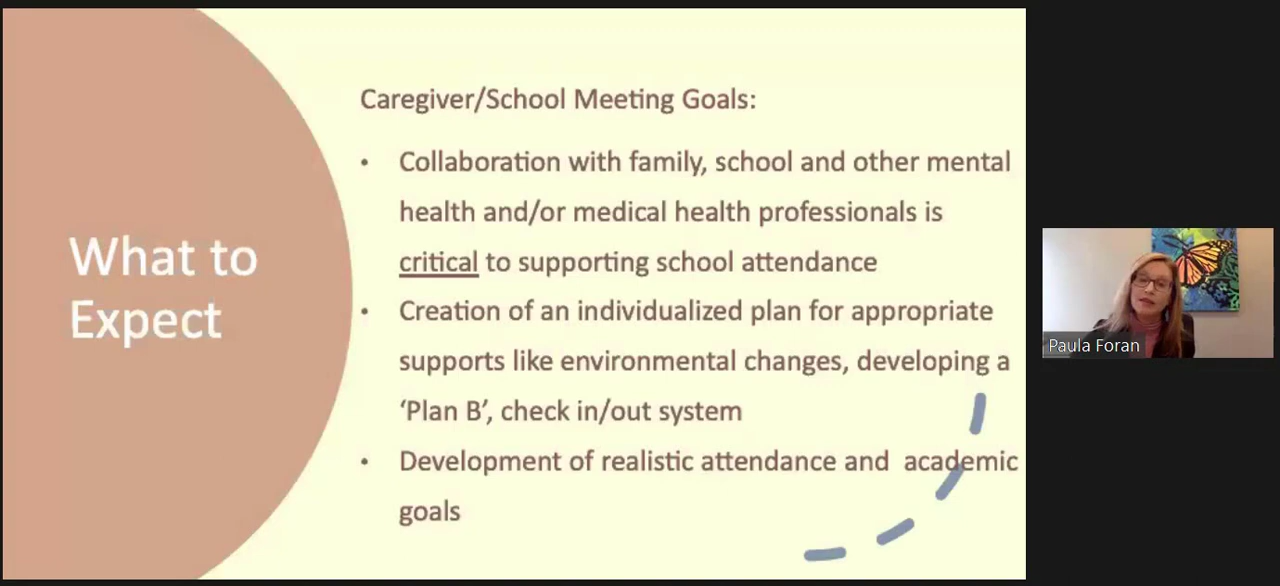 What to
Expect
Caregiver/School Meeting Goals:
• Collaboration with family, school and other mental
health and/or medical health professionals is
critical to supporting school attendance
• Creation of an individualized plan for appropriate
supports like environmental changes, developing a
‘Plan B’, check in/out system
• Development of realistic attendance and academic
goals
Paula Foran